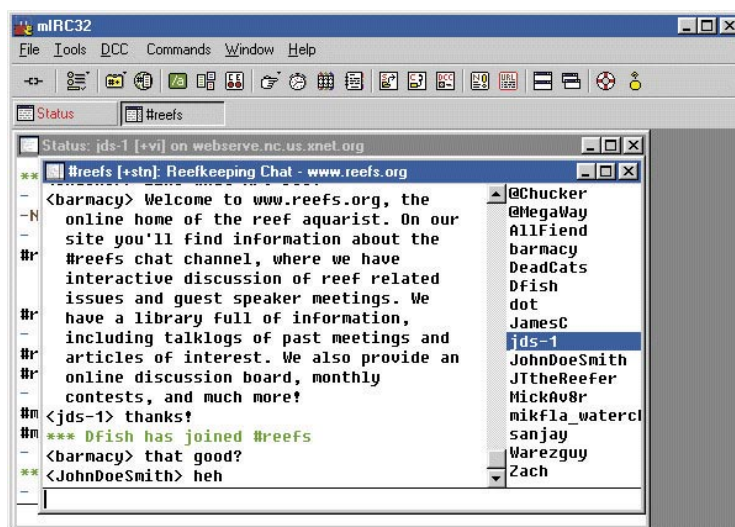 mIRC32
File Tools DCC Commands Window Help
Status #reefs
Status: jds-1 [+vi] on webserve.nc.us.xnet.org
#reefs [+stn]: Reefkeeping Chat - www.reefs.org
<barmacy> Welcome to www.reefs.org, the
online home of the reef aquarist. On our
site you'll find information about the
#reefs chat channel, where we have
interactive discussion of reef related
issues and guest speaker meetings. We
have a library full of information,
including talklogs of past meetings and
articles of interest. We also provide an
online discussion board, monthly
contests, and much more!
<jds-1> thanks!
*** Dfish has joined #reefs
<barmacy> that good?
<JohnDoeSmith> heh
@Chucker
@MegaWay
AllFiend
barmacy
DeadCats
Dfish
dot
JamesC
jds-1
JohnDoeSmith
JTtheReefer
MickAv8r
mikfla_watercl
sanjay
Warezguy
Zach